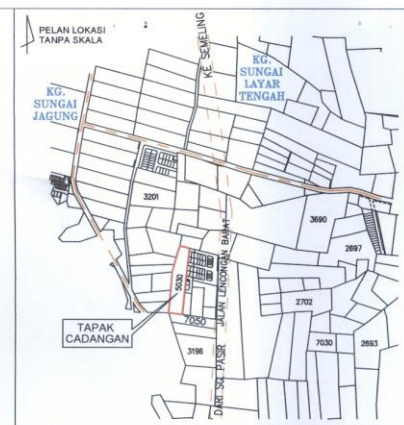 PELAN LOKASI
TANPA SKALA
KE SEMELING
KG.
SUNGAI
JAGUNG
KG.
SUNGAI
LAYAR
TENGAH
3201
3690
2697
5030
JALAN LENCONGAN BARAT
2702
TAPAK
CADANGAN
7050
DARI SG. PASIR
3196
7030
2693